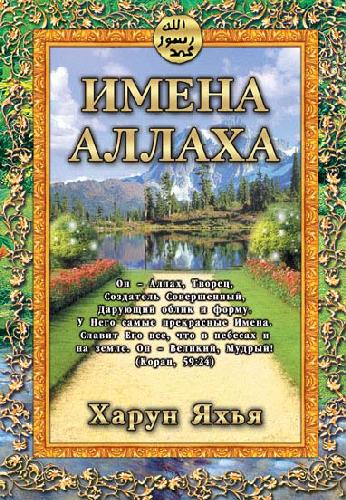 الله
رسول
محمد
ИМЕНА
АЛЛАХА
Он – Аллах, Творец,
Создатель Совершенный,
Дарующий облик и форму.
У Него самые прекрасные Имена.
Славит Его все, что в небесах и
на земле. Он – Великий, Мудрый!
(Коран, 59:24)
Харун Яхья